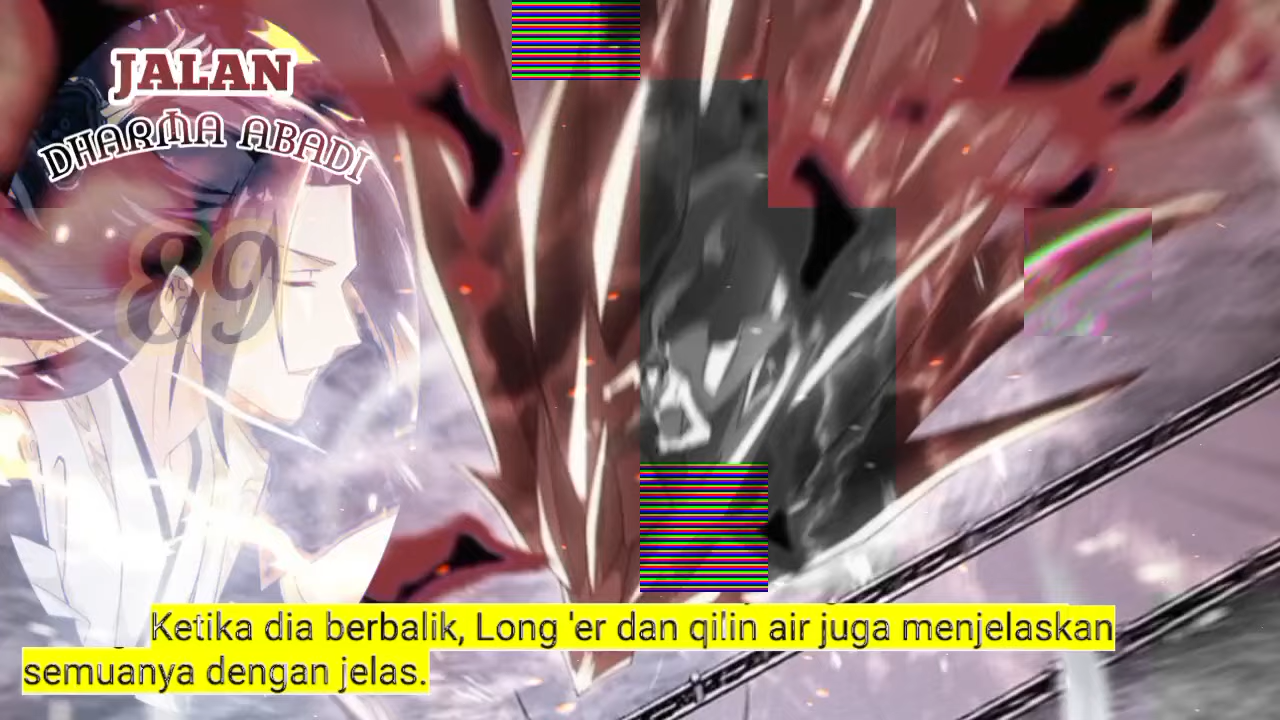 JALAN
DHARMA ABADI
89
Ketika dia berbalik, Long 'er dan qilin air juga menjelaskan
semuanya dengan jelas.